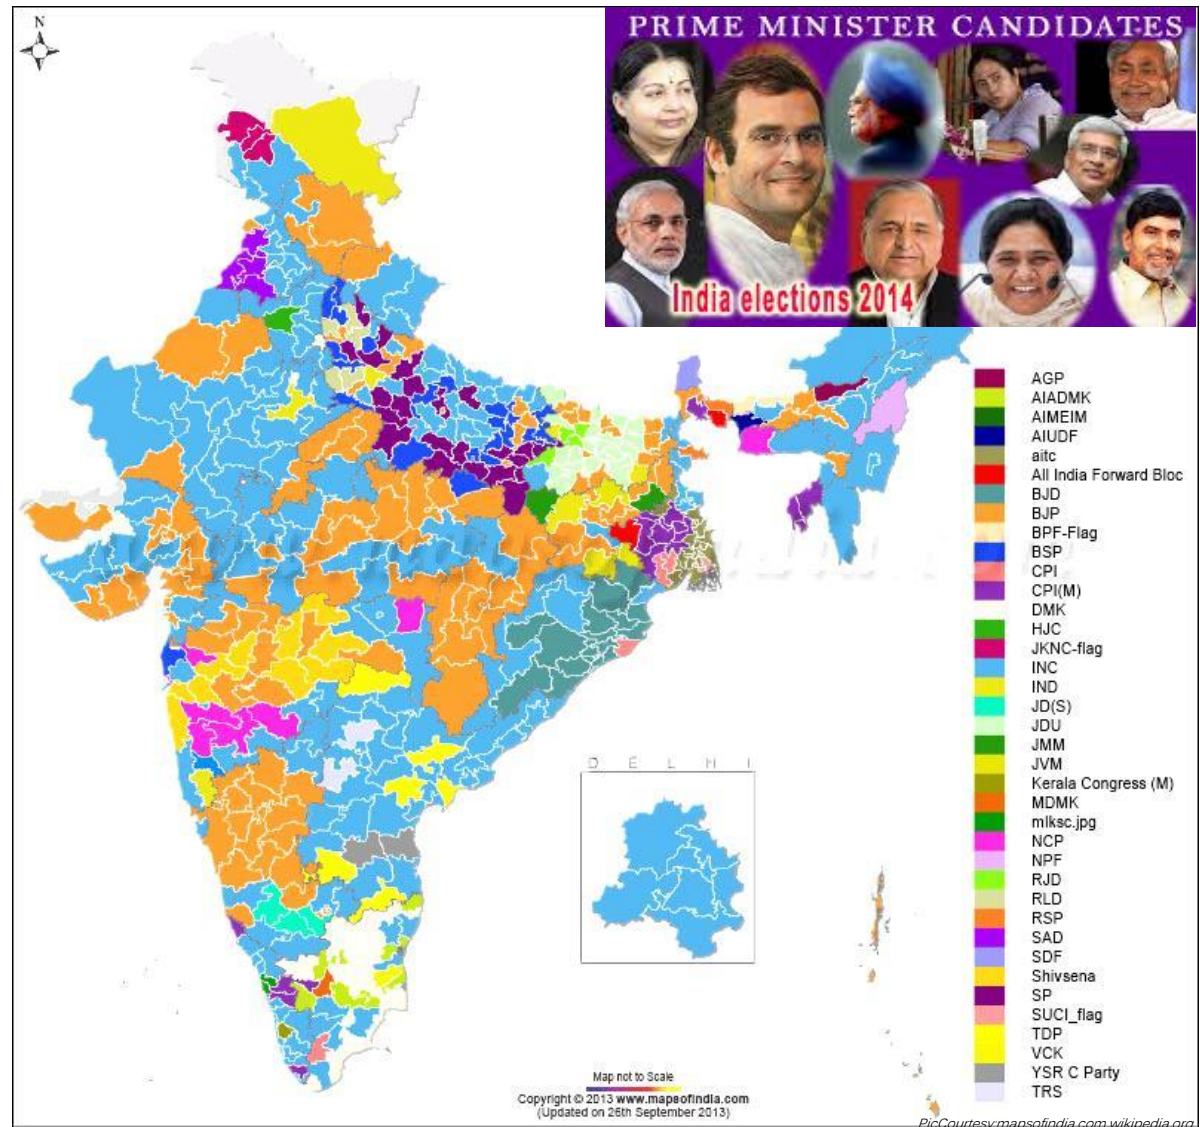 N
PRIME MINISTER CANDIDATES
India elections 2014
AGP
AIADMK
AIMEIM
AIUDF
aitc
All India Forward Bloc
BJD
BJP
BPF-Flag
BSP
CPI
CPI(M)
DMK
HJC
JKNC-flag
INC
IND
JD(S)
JDU
JMM
JVM
Kerala Congress (M)
MDMK
mlksc.jpg
NCP
NPF
RJD
RLD
RSP
SAD
SDF
Shivsena
SP
SUCI_flag
TDP
VCK
YSR C Party
TRS
D E L H I
Map not to Scale
Copyright © 2013 www.mapsofindia.com
(Updated on 26th September 2013)
PicCourtesy:mapsofindia.com,wikipedia.org